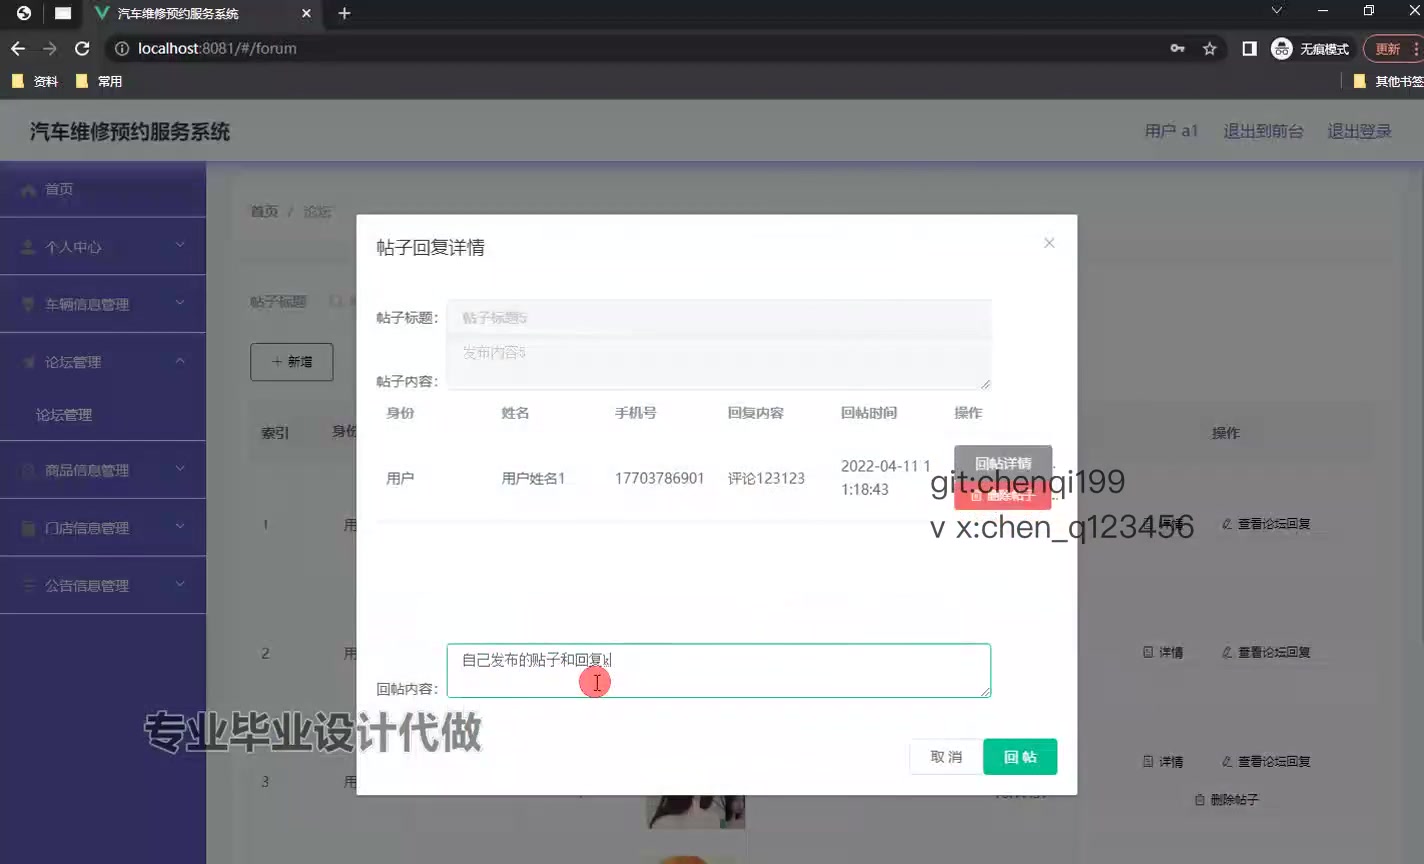 汽车维修预约服务系统
localhost:8081/#/forum
无痕模式
更新
资料
常用
其他书签
汽车维修预约服务系统
用户 a1
退出到前台
退出登录
首页
个人中心
车辆信息管理
论坛管理
论坛管理
商品信息管理
门店信息管理
公告信息管理
首页 / 论坛
帖子标题
+ 新增
索引
身份
操作
帖子回复详情
帖子标题：
帖子标题5
帖子内容：
发布内容5
身份 姓名 手机号 回复内容 回帖时间 操作
用户 用户姓名1 17703786901 评论123123 2022-04-11 1
1:18:43
回帖详情
删除帖子
git:chenqi199
v x:chen_q123456
1 用
详情 查看论坛回复
2 用
详情 查看论坛回复
自己发布的贴子和回复k
回帖内容：
专业毕业设计代做
取 消
回 帖
3 用
详情 查看论坛回复
删除帖子